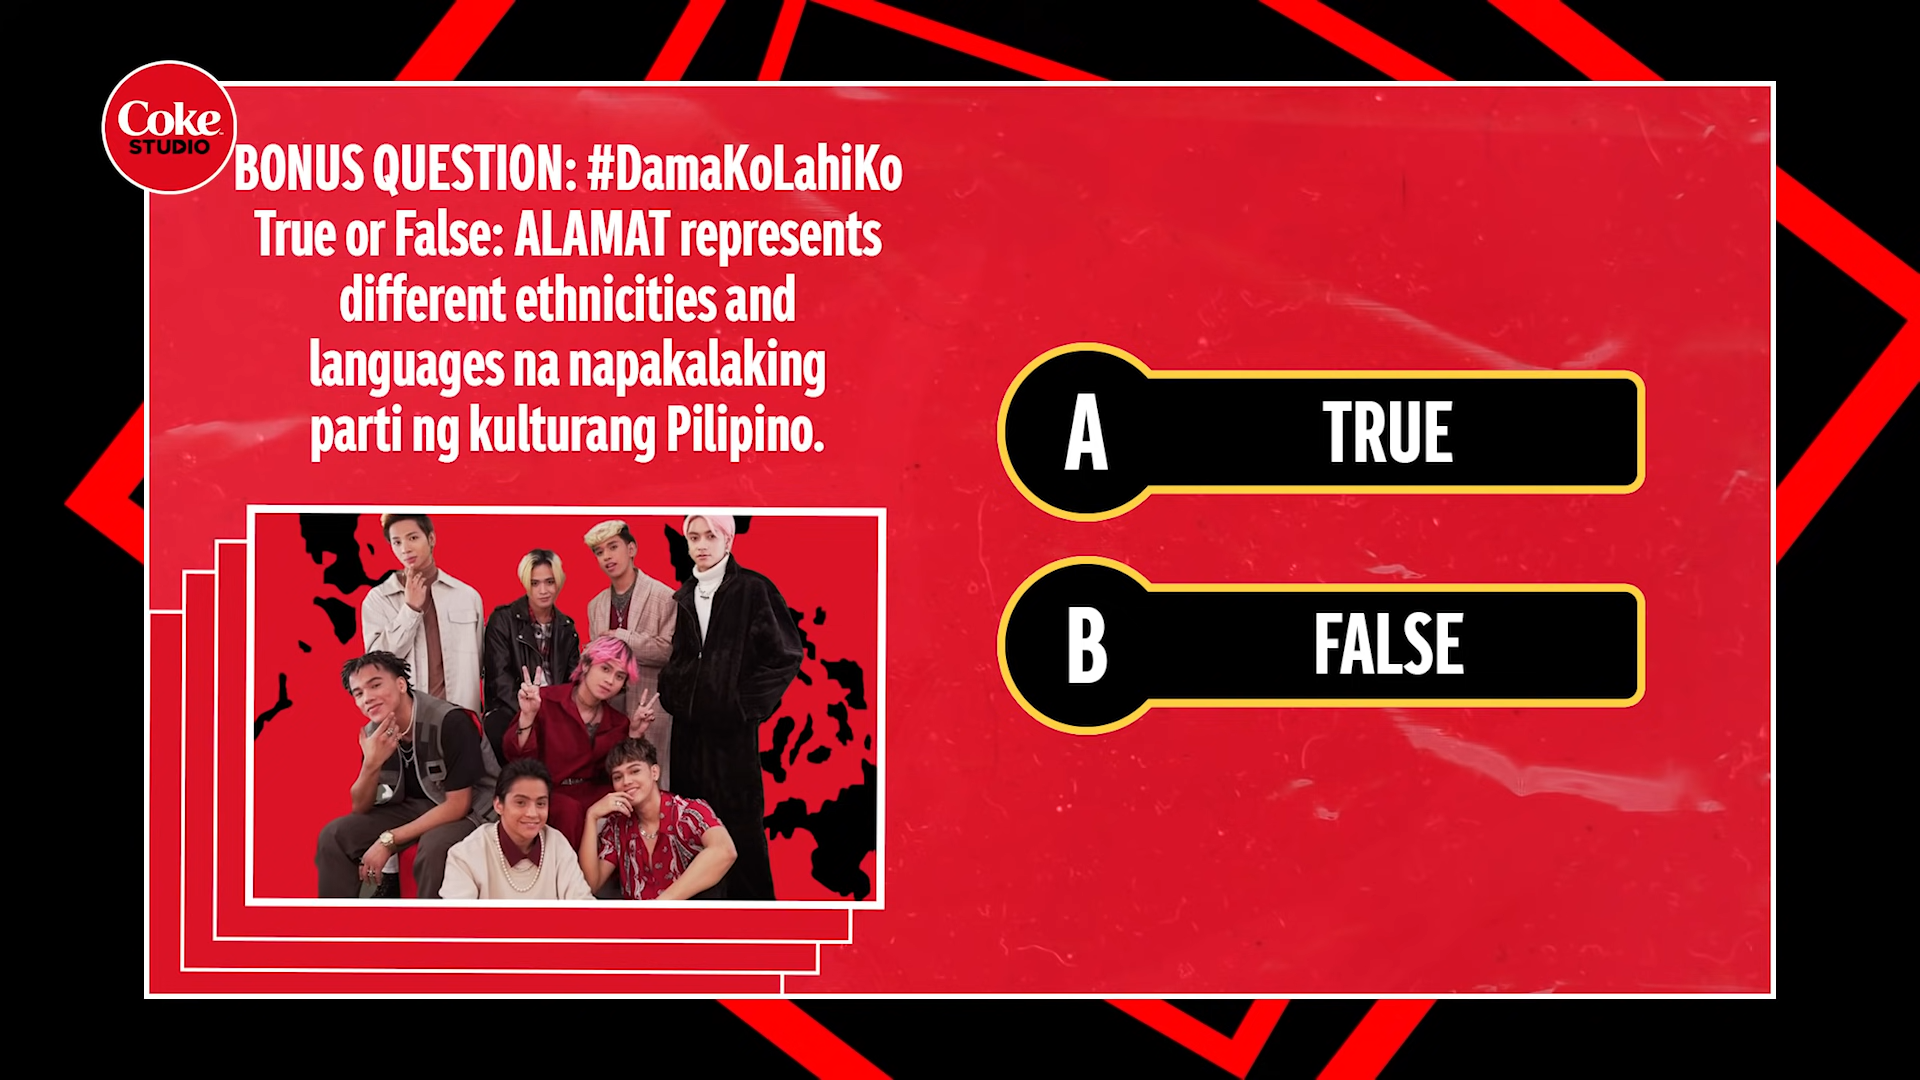 Coke
STUDIO
BONUS QUESTION: #DamaKoLahiKo
True or False: ALAMAT represents
different ethnicities and
languages na napakalaking
parti ng kulturang Pilipino.
A
TRUE
B
FALSE